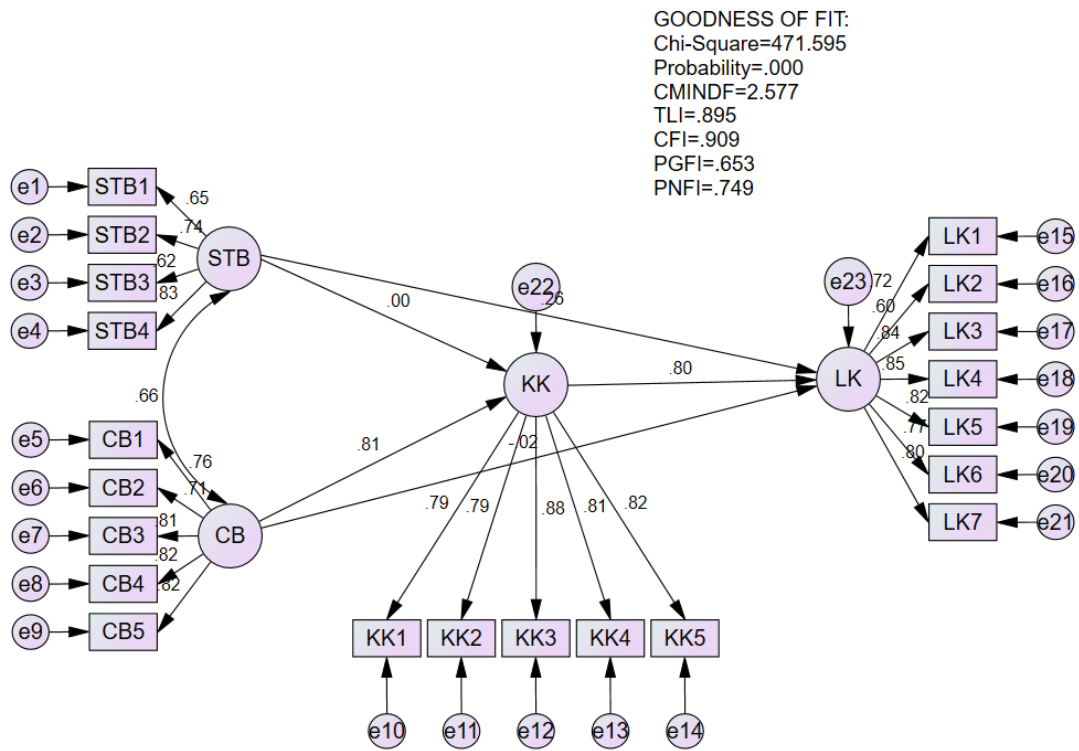 GOODNESS OF FIT:
Chi-Square=471.595
Probability=.000
CMINDF=2.577
TLI=.895
CFI=.909
PGFI=.653
PNFI=.749
e1 STB1 .65
e2 STB2 .74
e3 STB3 .62
e4 STB4 .83
STB
.00
.26
e22
e23
.66
KK
.80
LK
e5 CB1 .76
e6 CB2 .71
e7 CB3 .81
e8 CB4 .82
e9 CB5 .82
CB
.81
-.02
.79 .79 .88 .81 .82
KK1 KK2 KK3 KK4 KK5
e10 e11 e12 e13 e14
.72 LK1 e15
.60 LK2 e16
.84 LK3 e17
.85 LK4 e18
.82 LK5 e19
.77 LK6 e20
.80 LK7 e21